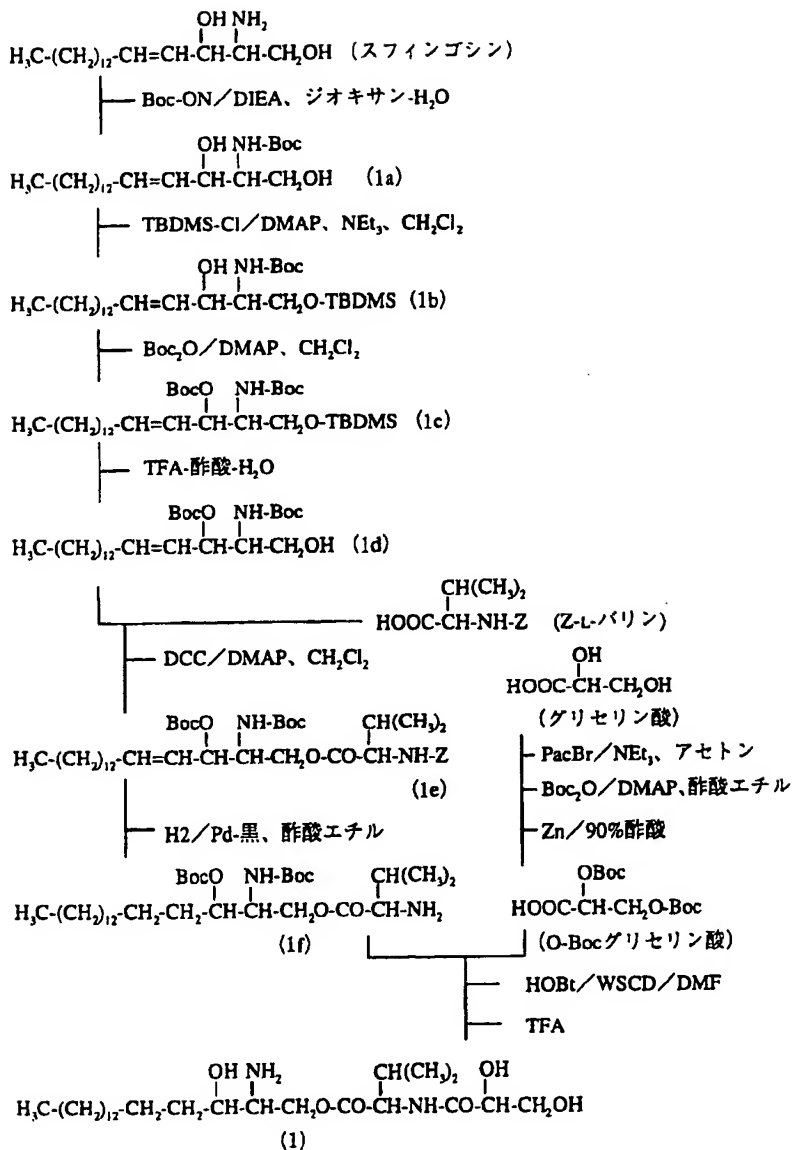 OH NH₂
H₃C-(CH₂)₁₂-CH=CH-CH-CH-CH₂OH (スフィンゴシン)
Boc-ON/DIEA、ジオキサン-H₂O
OH NH-Boc
H₃C-(CH₂)₁₂-CH=CH-CH-CH-CH₂OH (1a)
TBDMS-Cl/DMAP、NEt₃、CH₂Cl₂
OH NH-Boc
H₃C-(CH₂)₁₂-CH=CH-CH-CH-CH₂O-TBDMS (1b)
Boc₂O/DMAP、CH₂Cl₂
BocO NH-Boc
H₃C-(CH₂)₁₂-CH=CH-CH-CH-CH₂O-TBDMS (1c)
TFA-酢酸-H₂O
BocO NH-Boc
H₃C-(CH₂)₁₂-CH=CH-CH-CH-CH₂OH (1d)
CH(CH₃)₂
HOOC-CH-NH-Z (Z-L-バリン)
DCC/DMAP、CH₂Cl₂
OH
HOOC-CH-CH₂OH
(グリセリン酸)
BocO NH-Boc CH(CH₃)₂
H₃C-(CH₂)₁₂-CH=CH-CH-CH-CH₂O-CO-CH-NH-Z
(1e)
PacBr/NEt₃、アセトン
Boc₂O/DMAP、酢酸エチル
Zn/90%酢酸
H2/Pd-黒、酢酸エチル
BocO NH-Boc CH(CH₃)₂
H₃C-(CH₂)₁₂-CH₂-CH₂-CH-CH-CH₂O-CO-CH-NH₂
(1f)
OBoc
HOOC-CH-CH₂O-Boc
(O-Bocグリセリン酸)
HOBt/WSCD/DMF
TFA
OH NH₂ CH(CH₃)₂ OH
H₃C-(CH₂)₁₂-CH₂-CH₂-CH-CH-CH₂O-CO-CH-NH-CO-CH-CH₂OH
(1)